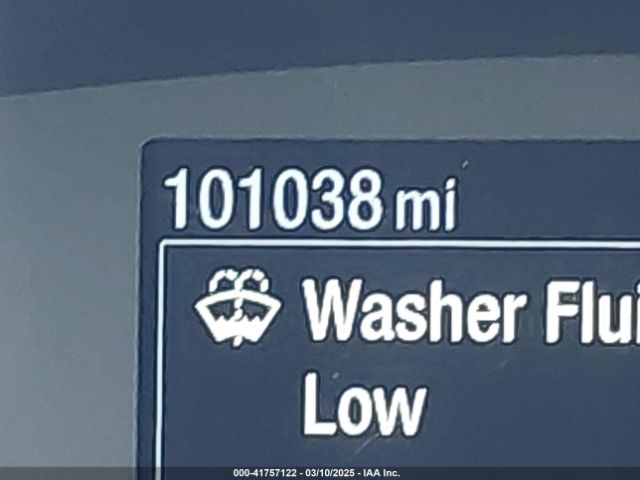 101038 mi
Washer Flui
Low
000-41757122 - 03/10/2025 - IAA Inc.